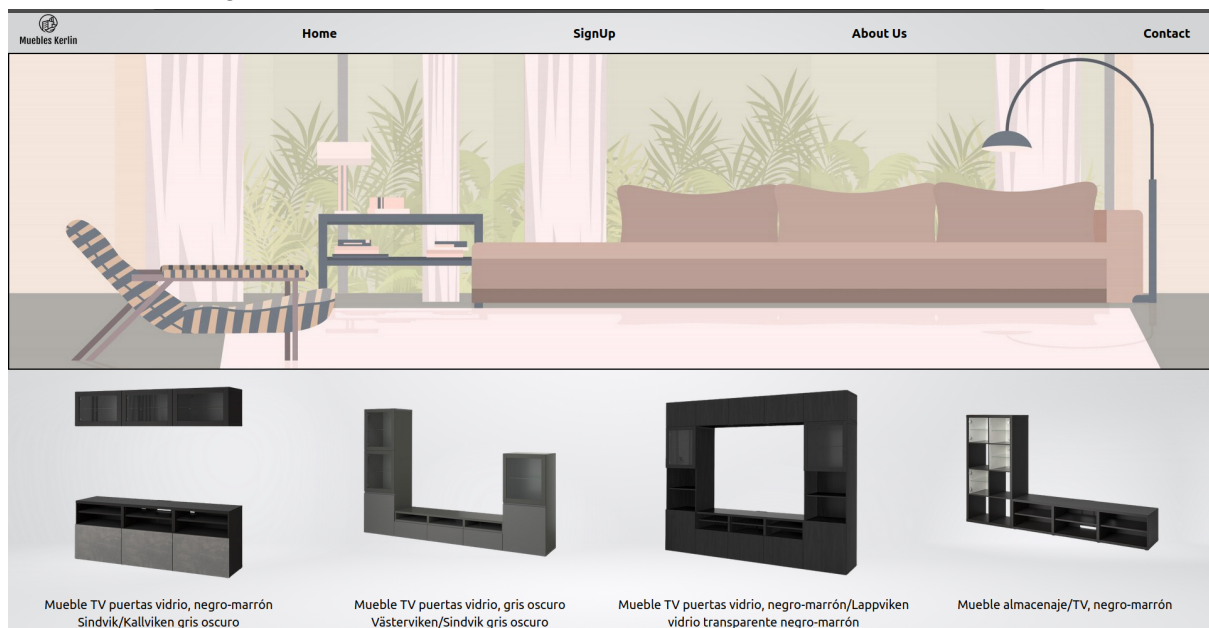 Muebles Kerlin
Home
SignUp
About Us
Contact
Mueble TV puertas vidrio, negro-marrón
Sindvik/Kallviken gris oscuro
Mueble TV puertas vidrio, gris oscuro
Västerviken/Sindvik gris oscuro
Mueble TV puertas vidrio, negro-marrón/Lappviken
vidrio transparente negro-marrón
Mueble almacenaje/TV, negro-marrón